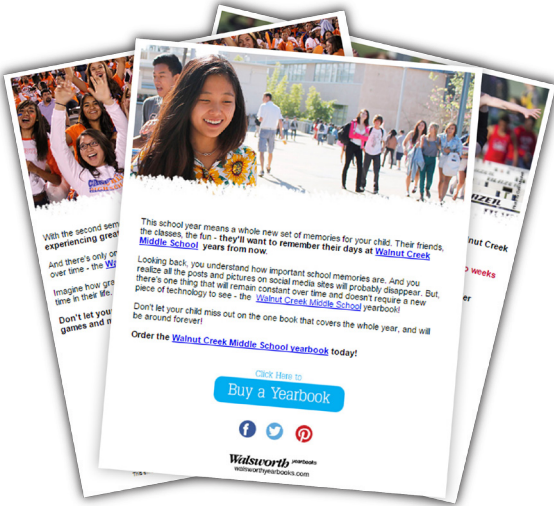 This school year means a whole new set of memories for your child. Their friends,
the classes, the fun - they'll want to remember their days at Walnut Creek
Middle School years from now.
Looking back, you understand how important school memories are. And you
realize all the posts and pictures on social media sites will probably disappear. But,
there's one thing that will remain constant over time and doesn't require a new
piece of technology to see - the Walnut Creek Middle School yearbook!
Don't let your child miss out on the one book that covers the whole year, and will
be around forever!
Order the Walnut Creek Middle School yearbook today!
Click Here to
Buy a Yearbook
Walsworth yearbooks
walsworthyearbooks.com
With the second sem
experiencing great
And there's only on
over time - the Wa
Imagine how gra
time in their life.
Don't let your
games and m
lnut Creek
o weeks
er